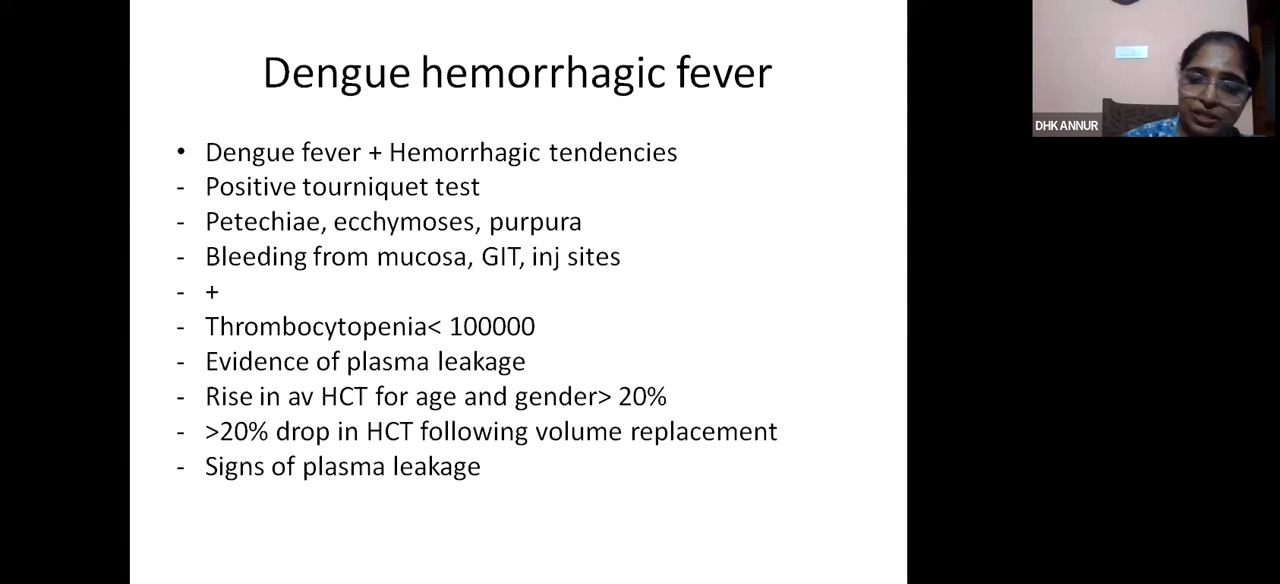 Dengue hemorrhagic fever
• Dengue fever + Hemorrhagic tendencies
- Positive tourniquet test
- Petechiae, ecchymoses, purpura
- Bleeding from mucosa, GIT, inj sites
- +
- Thrombocytopenia< 100000
- Evidence of plasma leakage
- Rise in av HCT for age and gender> 20%
- >20% drop in HCT following volume replacement
- Signs of plasma leakage
DHK ANNUR